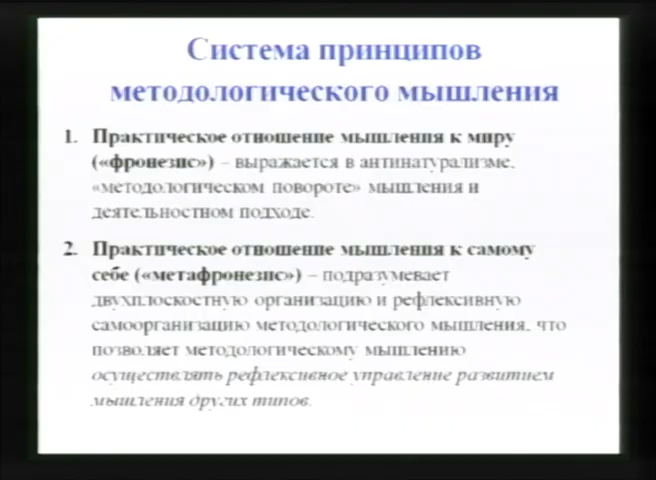 Система принципов
методологического мышления
1. Практическое отношение мышления к миру
(«фронезис») – выражается в антинатурализме,
«методологическом повороте» мышления и
деятельностном подходе.
2. Практическое отношение мышления к самому
себе («метафронезис») – подразумевает
двухплоскостную организацию и рефлексивную
самоорганизацию методологического мышления, что
позволяет методологическому мышлению
осуществлять рефлексивное управление развитием
мышления других типов.